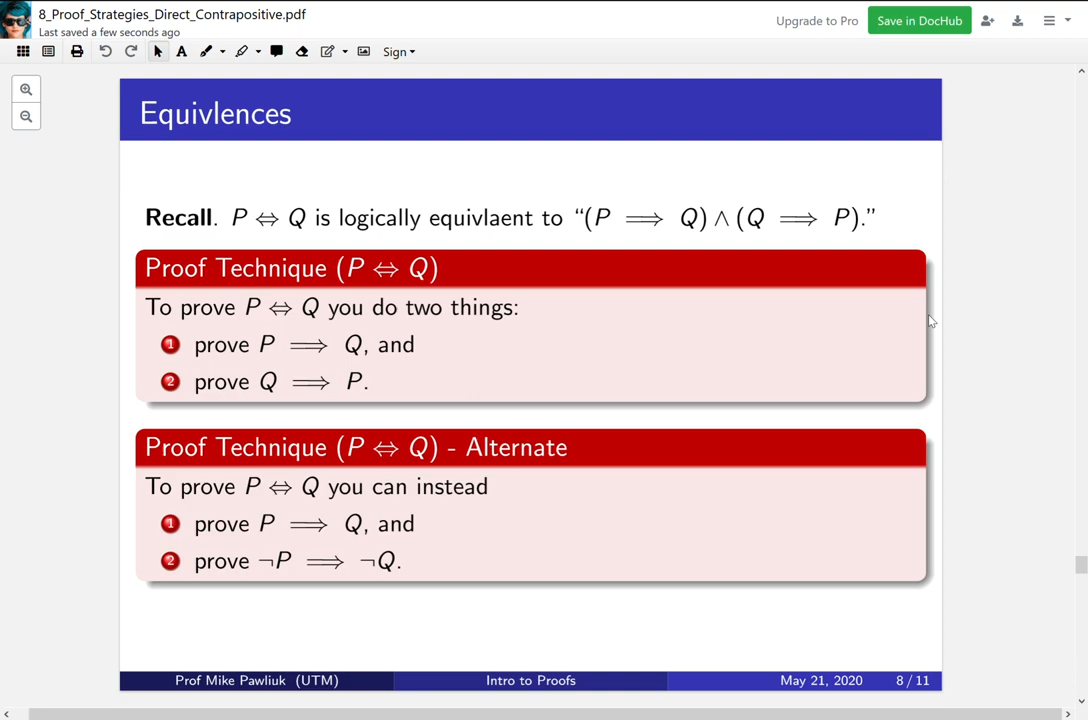 8_Proof_Strategies_Direct_Contrapositive.pdf
Last saved a few seconds ago
Upgrade to Pro
Save in DocHub
A
Sign
Equivlences
Recall. P ⇔ Q is logically equivlaent to “(P ⟹ Q) ∧ (Q ⟹ P).”
Proof Technique (P ⇔ Q)
To prove P ⇔ Q you do two things:
1 prove P ⟹ Q, and
2 prove Q ⟹ P.
Proof Technique (P ⇔ Q) - Alternate
To prove P ⇔ Q you can instead
1 prove P ⟹ Q, and
2 prove ¬P ⟹ ¬Q.
Prof Mike Pawliuk (UTM) Intro to Proofs May 21, 2020 8 / 11